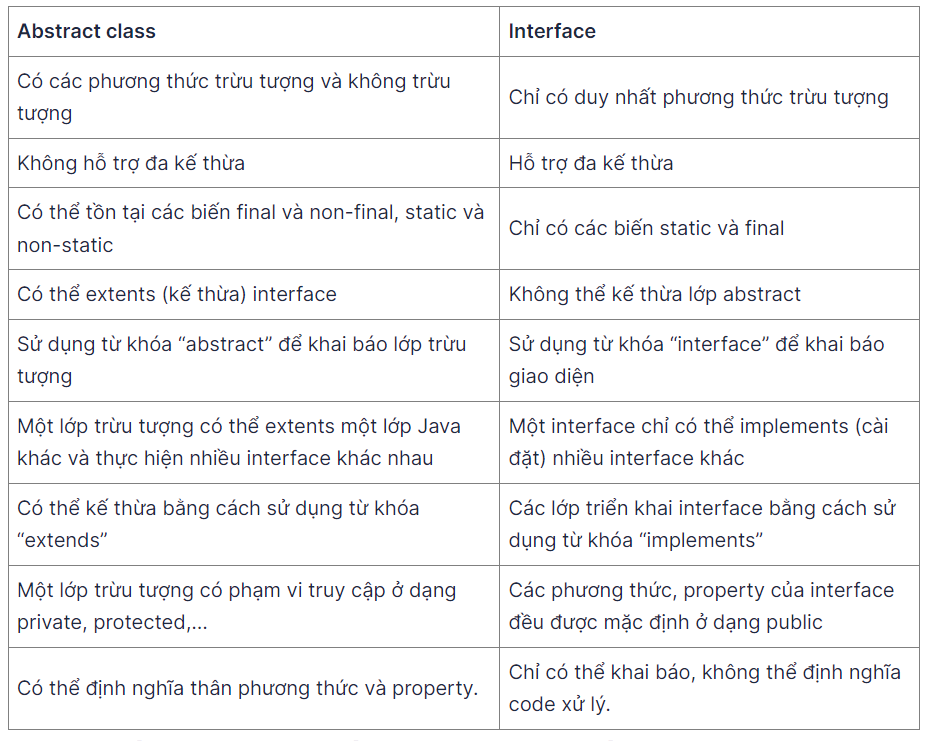 Abstract class
Interface
Có các phương thức trừu tượng và không trừu
tượng
Chỉ có duy nhất phương thức trừu tượng
Không hỗ trợ đa kế thừa
Hỗ trợ đa kế thừa
Có thể tồn tại các biến final và non-final, static và
non-static
Chỉ có các biến static và final
Có thể extents (kế thừa) interface
Không thể kế thừa lớp abstract
Sử dụng từ khóa “abstract” để khai báo lớp trừu
tượng
Sử dụng từ khóa “interface” để khai báo
giao diện
Một lớp trừu tượng có thể extents một lớp Java
khác và thực hiện nhiều interface khác nhau
Một interface chỉ có thể implements (cài
đặt) nhiều interface khác
Có thể kế thừa bằng cách sử dụng từ khóa
“extends”
Các lớp triển khai interface bằng cách sử
dụng từ khóa “implements”
Một lớp trừu tượng có phạm vi truy cập ở dạng
private, protected,...
Các phương thức, property của interface
đều được mặc định ở dạng public
Có thể định nghĩa thân phương thức và property.
Chỉ có thể khai báo, không thể định nghĩa
code xử lý.